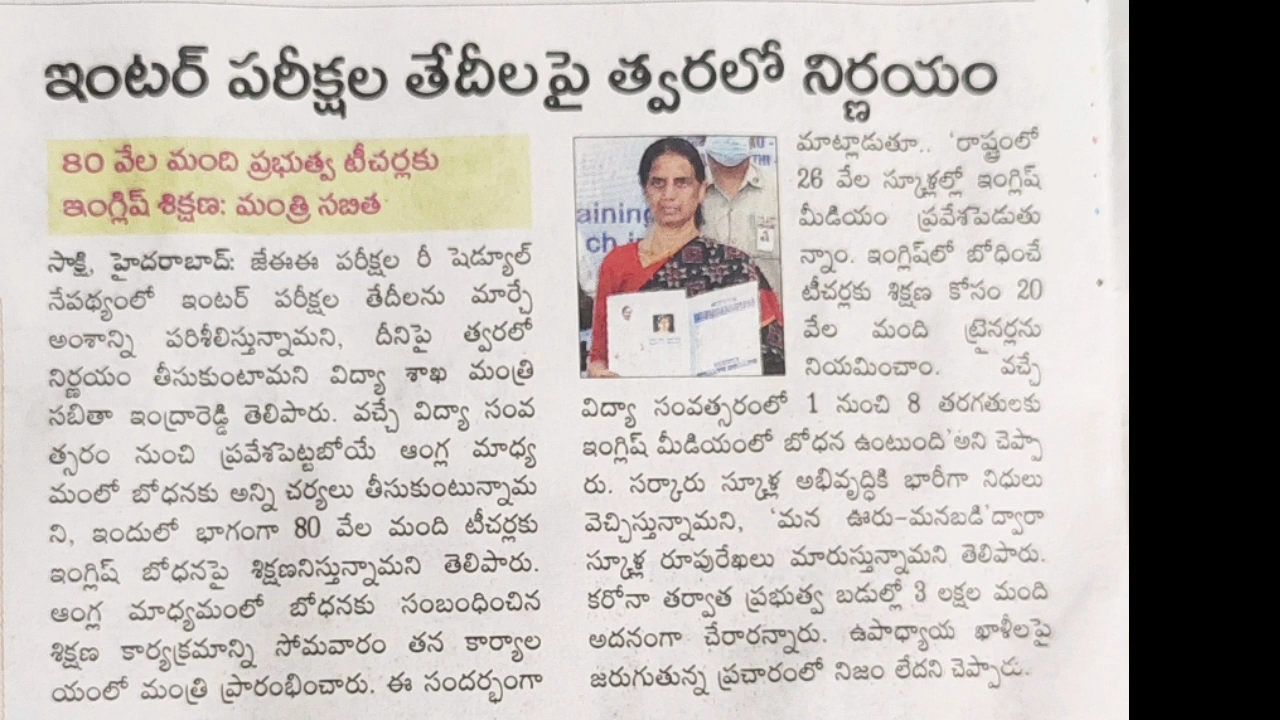 ఇంటర్ పరీక్షల తేదీలపై త్వరలో నిర్ణయం
80 వేల మంది ప్రభుత్వ టీచర్లకు
ఇంగ్లిష్ శిక్షణ: మంత్రి సబిత
సాక్షి, హైదరాబాద్: జేఈఈ పరీక్షల రీ షెడ్యూల్
నేపథ్యంలో ఇంటర్ పరీక్షల తేదీలను మార్చే
అంశాన్ని పరిశీలిస్తున్నామని, దీనిపై త్వరలో
నిర్ణయం తీసుకుంటామని విద్యా శాఖ మంత్రి
సబితా ఇంద్రారెడ్డి తెలిపారు. వచ్చే విద్యా సంవ
త్సరం నుంచి ప్రవేశపెట్టబోయే ఆంగ్ల మాధ్య
మంలో బోధనకు అన్ని చర్యలు తీసుకుంటున్నామ
ని, ఇందులో భాగంగా 80 వేల మంది టీచర్లకు
ఇంగ్లిష్ బోధనపై శిక్షణనిస్తున్నామని తెలిపారు.
ఆంగ్ల మాధ్యమంలో బోధనకు సంబంధించిన
శిక్షణ కార్యక్రమాన్ని సోమవారం తన కార్యాల
యంలో మంత్రి ప్రారంభించారు. ఈ సందర్భంగా
మాట్లాడుతూ.. 'రాష్ట్రంలో
26 వేల స్కూళ్లల్లో ఇంగ్లిష్
మీడియం ప్రవేశపెడుతు
న్నాం. ఇంగ్లిష్‌లో బోధించే
టీచర్లకు శిక్షణ కోసం 20
వేల మంది ట్రైనర్లను
నియమించాం. వచ్చే
విద్యా సంవత్సరంలో 1 నుంచి 8 తరగతులకు
ఇంగ్లిష్ మీడియంలో బోధన ఉంటుంది'అని చెప్పా
రు. సర్కారు స్కూళ్ల అభివృద్ధికి భారీగా నిధులు
వెచ్చిస్తున్నామని, 'మన ఊరు–మనబడి'ద్వారా
స్కూళ్ల రూపురేఖలు మారుస్తున్నామని తెలిపారు.
కరోనా తర్వాత ప్రభుత్వ బడుల్లో 3 లక్షల మంది
అదనంగా చేరారన్నారు. ఉపాధ్యాయ ఖాళీలపై
జరుగుతున్న ప్రచారంలో నిజం లేదని చెప్పారు.